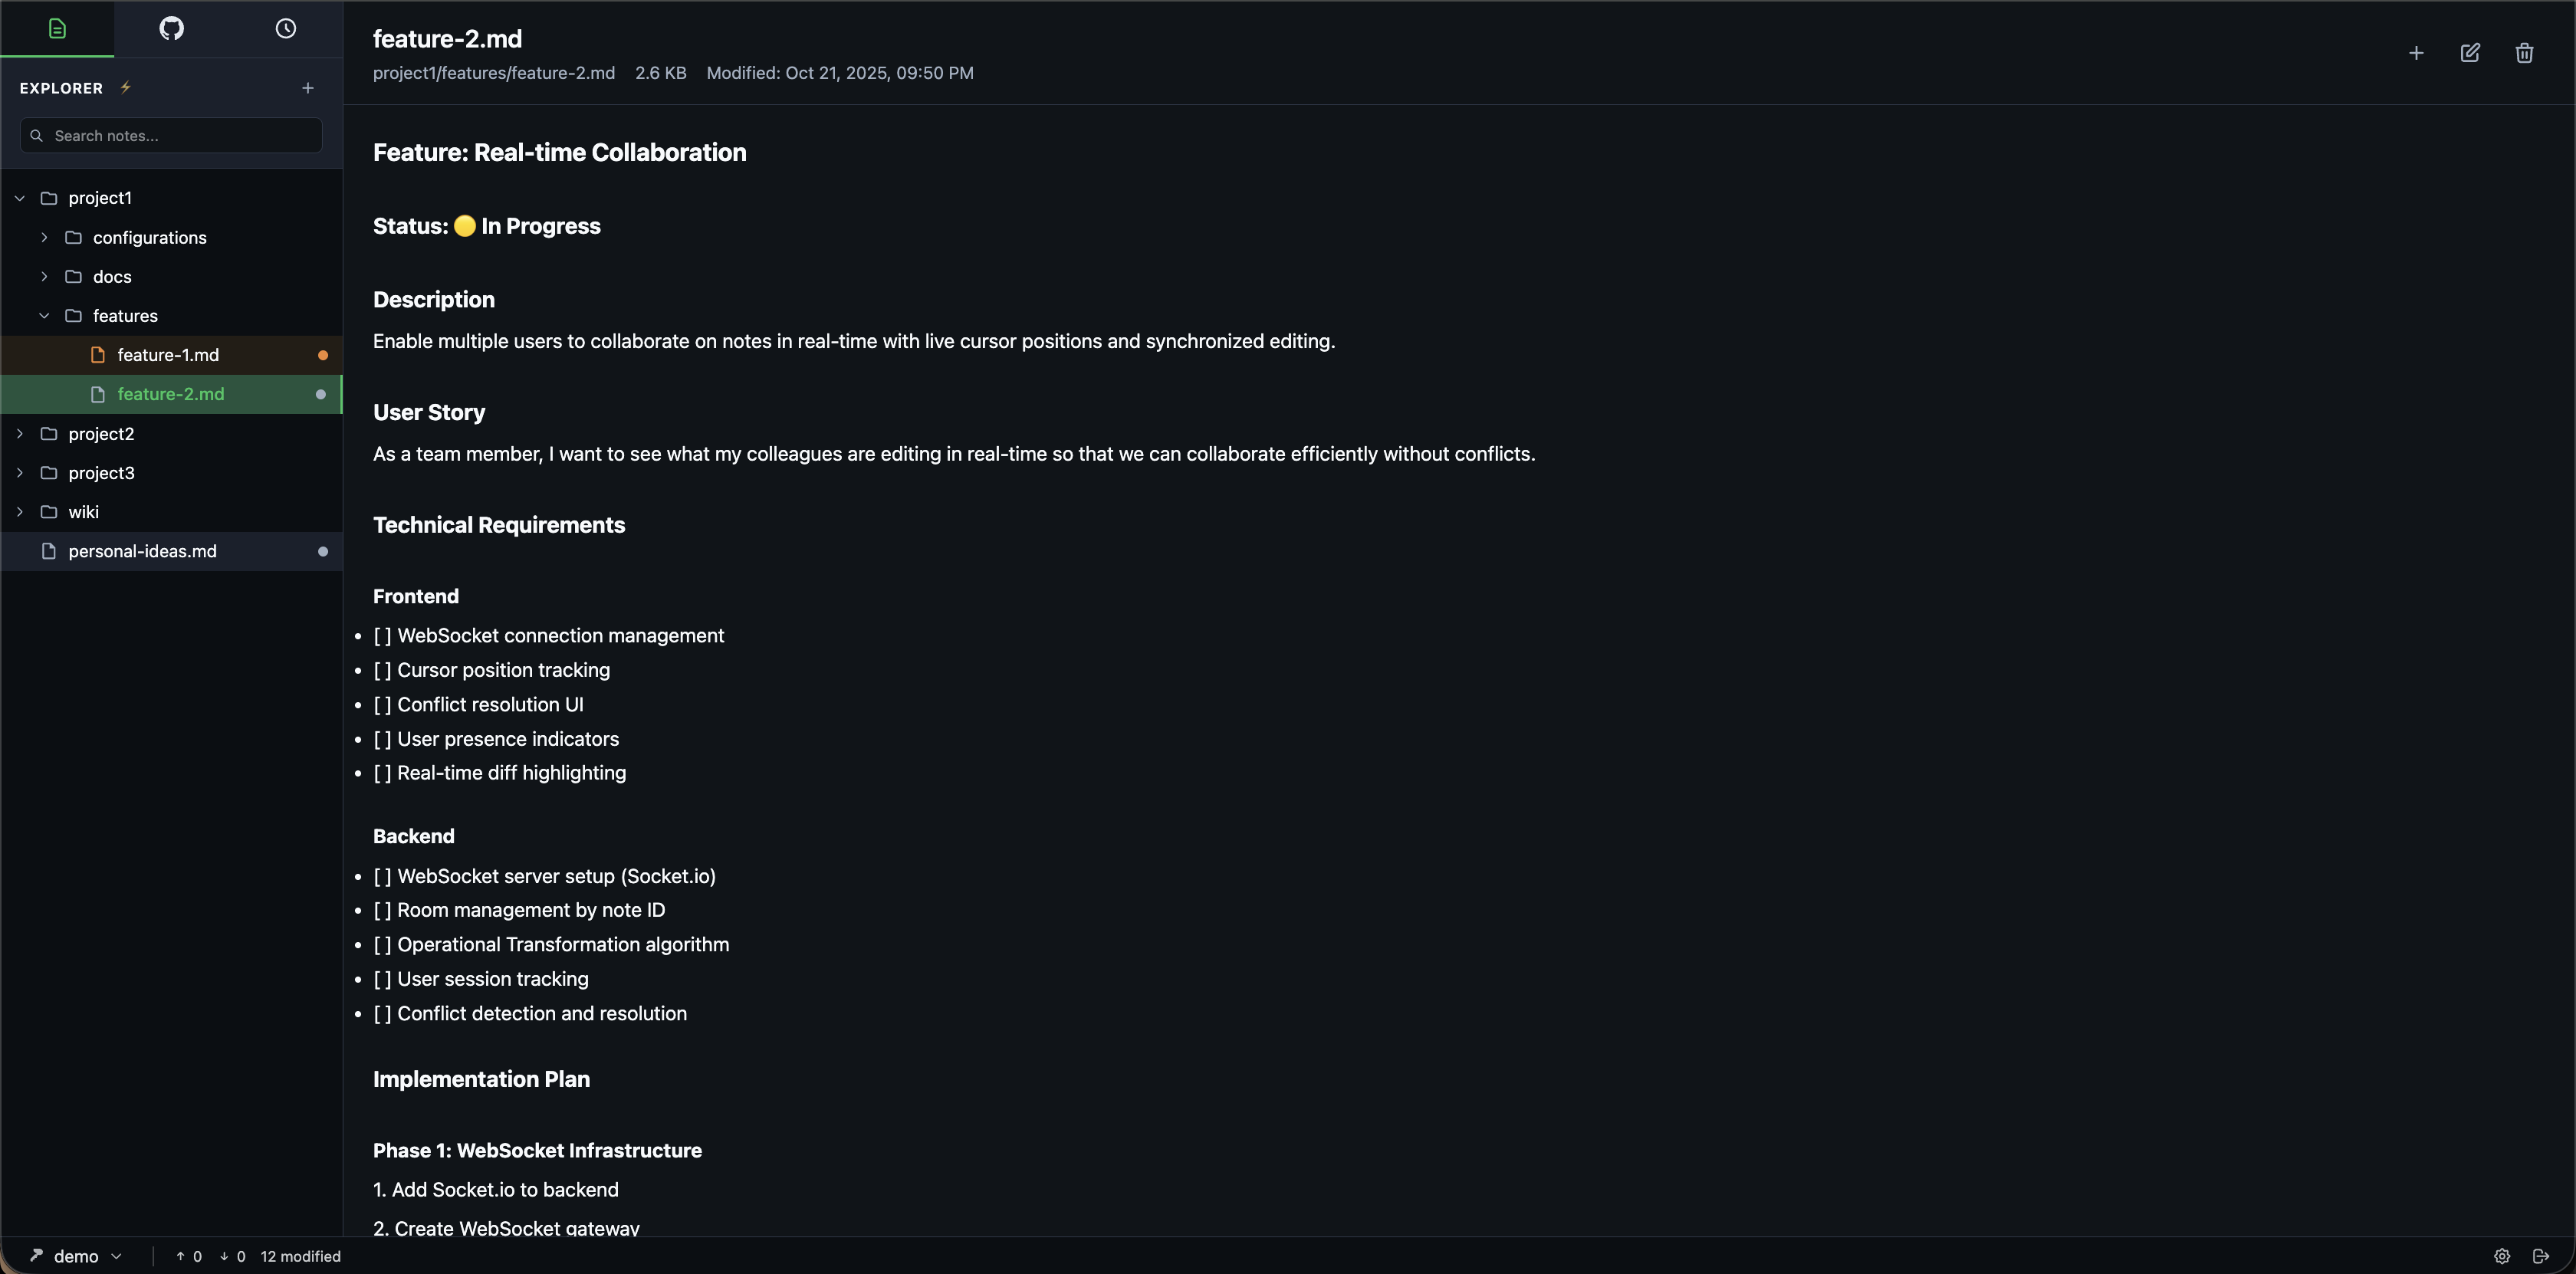 EXPLORER ⚡
Search notes...
project1
configurations
docs
features
feature-1.md
feature-2.md
project2
project3
wiki
personal-ideas.md
feature-2.md
project1/features/feature-2.md 2.6 KB Modified: Oct 21, 2025, 09:50 PM
Feature: Real-time Collaboration
Status: 🟡 In Progress
Description
Enable multiple users to collaborate on notes in real-time with live cursor positions and synchronized editing.
User Story
As a team member, I want to see what my colleagues are editing in real-time so that we can collaborate efficiently without conflicts.
Technical Requirements
Frontend
• [ ] WebSocket connection management
• [ ] Cursor position tracking
• [ ] Conflict resolution UI
• [ ] User presence indicators
• [ ] Real-time diff highlighting
Backend
• [ ] WebSocket server setup (Socket.io)
• [ ] Room management by note ID
• [ ] Operational Transformation algorithm
• [ ] User session tracking
• [ ] Conflict detection and resolution
Implementation Plan
Phase 1: WebSocket Infrastructure
1. Add Socket.io to backend
2. Create WebSocket gateway
demo ↑ 0 ↓ 0 12 modified